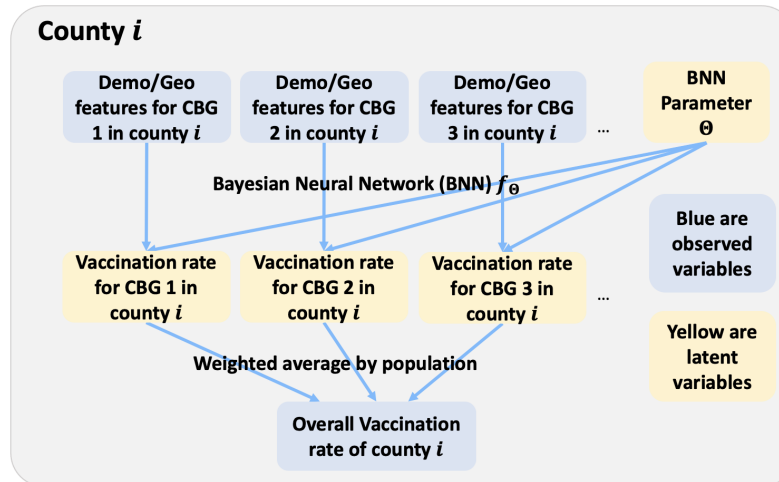 County i
Demo/Geo
features for CBG
1 in county i
Demo/Geo
features for CBG
2 in county i
Demo/Geo
features for CBG
3 in county i
...
BNN
Parameter
Θ
Bayesian Neural Network (BNN) f_Θ
Blue are
observed
variables
Vaccination rate
for CBG 1 in
county i
Vaccination rate
for CBG 2 in
county i
Vaccination rate
for CBG 3 in
county i
...
Yellow are
latent
variables
Weighted average by population
Overall Vaccination
rate of county i